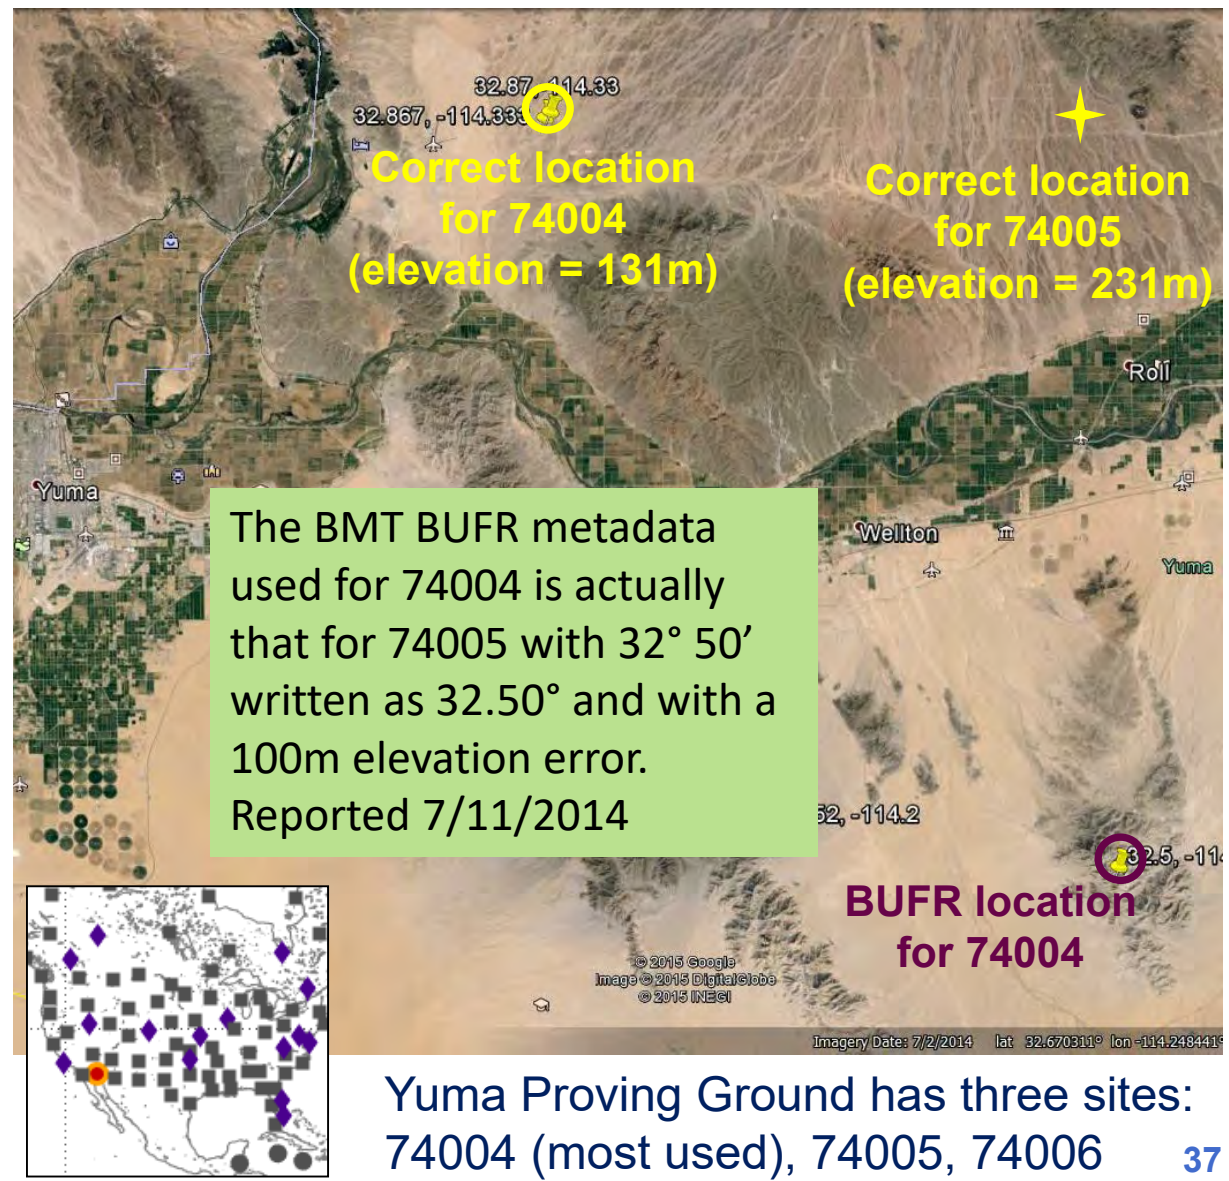 32.87, -114.33
32.867, -114.333
Correct location
for 74004
(elevation = 131m)
Correct location
for 74005
(elevation = 231m)
Roll
Yuma
Wellton
Yuma
The BMT BUFR metadata
used for 74004 is actually
that for 74005 with 32° 50’
written as 32.50° and with a
100m elevation error.
Reported 7/11/2014
52, -114.2
32.5, -114
BUFR location
for 74004
© 2015 Google
Image © 2015 DigitalGlobe
© 2015 INEGI
Imagery Date: 7/2/2014 lat 32.670311° lon -114.248441°
Yuma Proving Ground has three sites:
74004 (most used), 74005, 74006
37